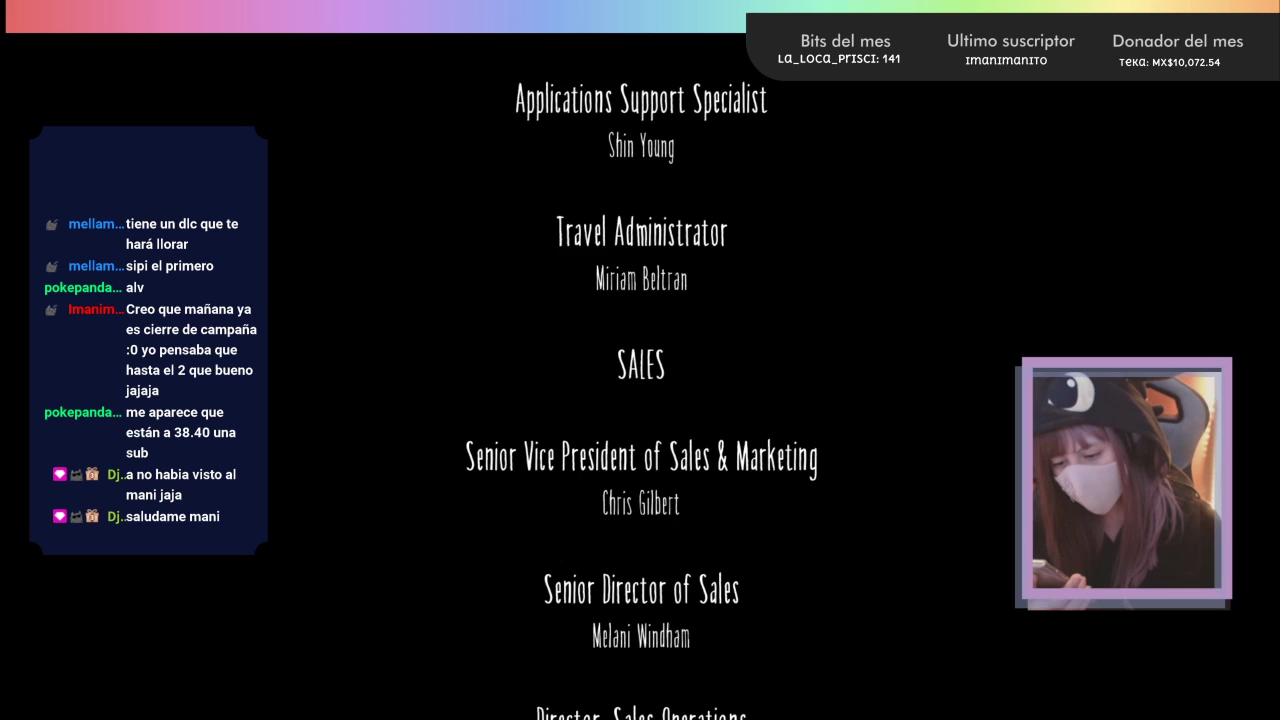 Bits del mes
La_Loca_Prisci: 141
Ultimo suscriptor
Imanimanito
Donador del mes
Teka: MX$10,072.54
Applications Support Specialist
Shin Young
Travel Administrator
Miriam Beltran
SALES
Senior Vice President of Sales & Marketing
Chris Gilbert
Senior Director of Sales
Melani Windham
Director, Sales Operations
mellam... tiene un dlc que te
hará llorar
mellam... sipi el primero
pokepanda... alv
Imanim... Creo que mañana ya
es cierre de campaña
:0 yo pensaba que
hasta el 2 que bueno
jajaja
pokepanda... me aparece que
están a 38.40 una
sub
Dj.. a no habia visto al
mani jaja
Dj.. saludame mani